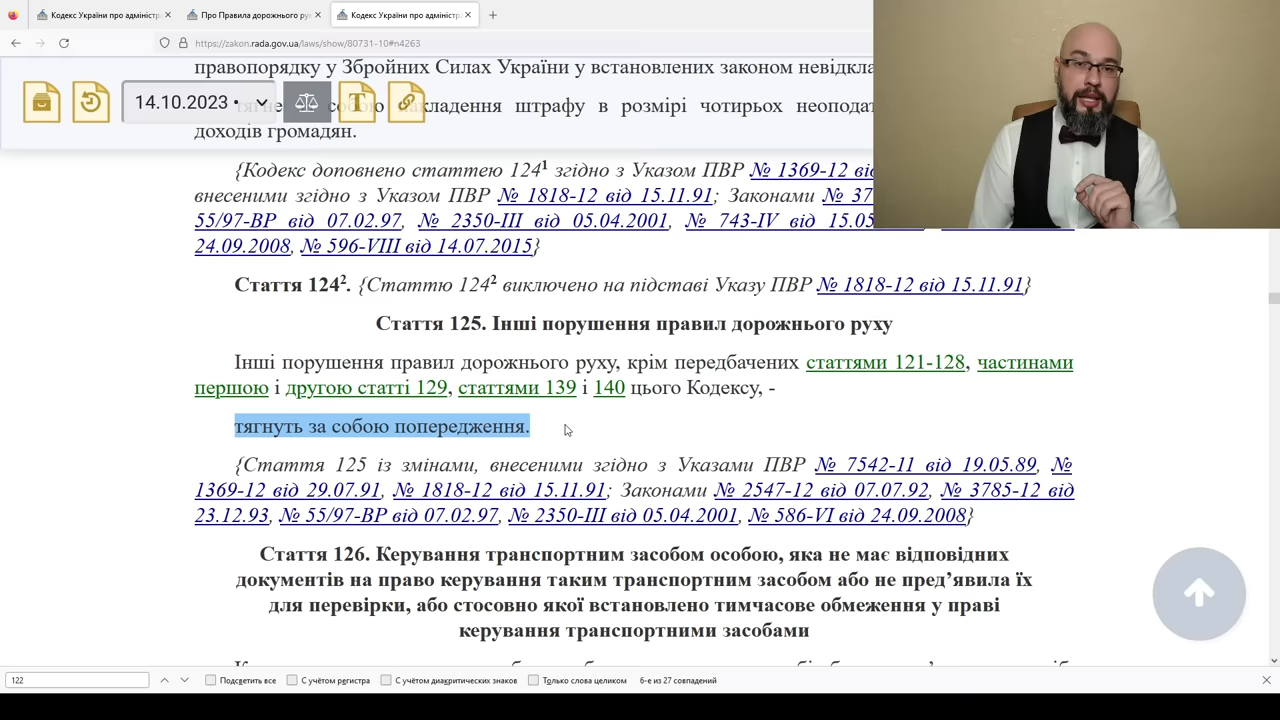 Кодекс України про адміністр
Про Правила дорожнього ру
Кодекс України про адміністр
https://zakon.rada.gov.ua/laws/show/80731-10#n4263
правопорядку у Збройних Силах України у встановлених законом невідкла
14.10.2023 •
тягне собою накладення штрафу в розмірі чотирьох неоподат
доходів громадян.
{Кодекс доповнено статтею 124¹ згідно з Указом ПВР № 1369-12 від
внесеними згідно з Указом ПВР № 1818-12 від 15.11.91; Законами № 37
55/97-ВР від 07.02.97, № 2350-III від 05.04.2001, № 743-IV від 15.05
24.09.2008, № 596-VIII від 14.07.2015}
Стаття 124². {Статтю 124² виключено на підставі Указу ПВР № 1818-12 від 15.11.91}
Стаття 125. Інші порушення правил дорожнього руху
Інші порушення правил дорожнього руху, крім передбачених статтями 121-128, частинами
першою і другою статті 129, статтями 139 і 140 цього Кодексу, -
тягнуть за собою попередження.
{Стаття 125 із змінами, внесеними згідно з Указами ПВР № 7542-11 від 19.05.89, №
1369-12 від 29.07.91, № 1818-12 від 15.11.91; Законами № 2547-12 від 07.07.92, № 3785-12 від
23.12.93, № 55/97-ВР від 07.02.97, № 2350-III від 05.04.2001, № 586-VI від 24.09.2008}
Стаття 126. Керування транспортним засобом особою, яка не має відповідних
документів на право керування таким транспортним засобом або не пред’явила їх
для перевірки, або стосовно якої встановлено тимчасове обмеження у праві
керування транспортними засобами
122
Подсветить все
С учётом регистра
С учётом диакритических знаков
Только слова целиком
6-е из 27 совпадений